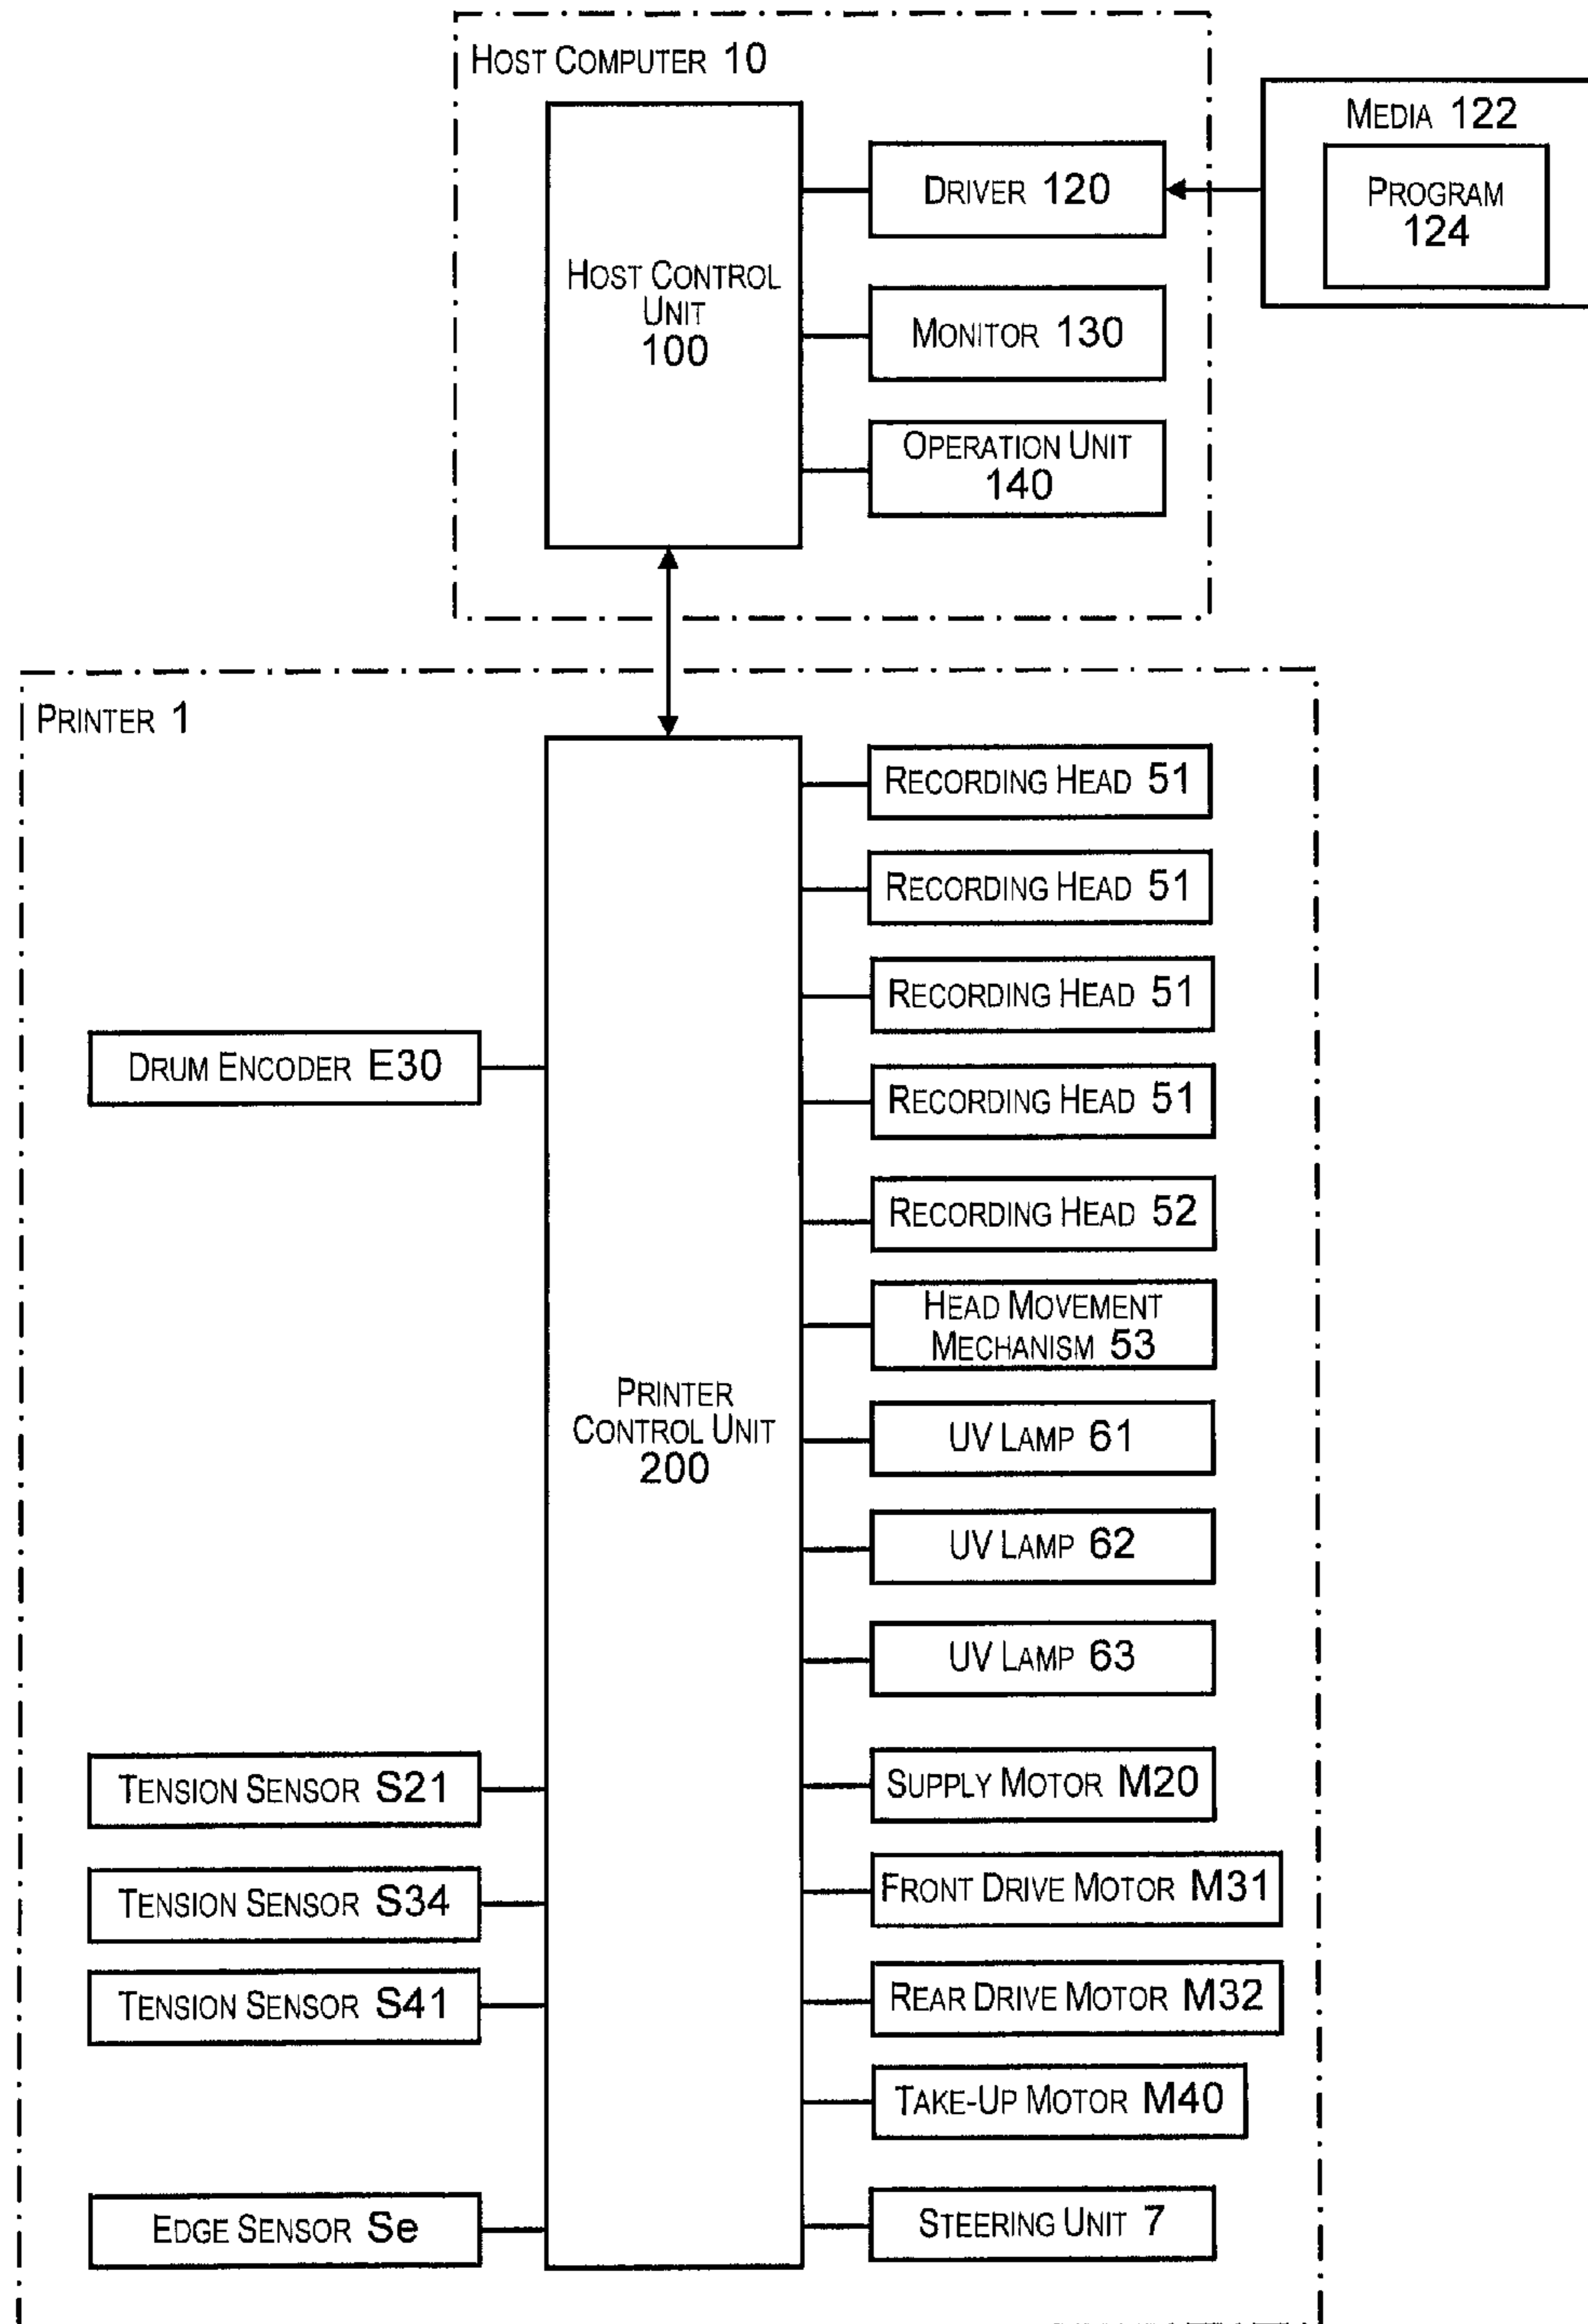 HOST COMPUTER 10
HOST CONTROL
UNIT
100
DRIVER 120
MONITOR 130
OPERATION UNIT
140
MEDIA 122
PROGRAM
124
PRINTER 1
PRINTER
CONTROL UNIT
200
DRUM ENCODER E30
TENSION SENSOR S21
TENSION SENSOR S34
TENSION SENSOR S41
EDGE SENSOR Se
RECORDING HEAD 51
RECORDING HEAD 51
RECORDING HEAD 51
RECORDING HEAD 51
RECORDING HEAD 52
HEAD MOVEMENT
MECHANISM 53
UV LAMP 61
UV LAMP 62
UV LAMP 63
SUPPLY MOTOR M20
FRONT DRIVE MOTOR M31
REAR DRIVE MOTOR M32
TAKE-UP MOTOR M40
STEERING UNIT 7